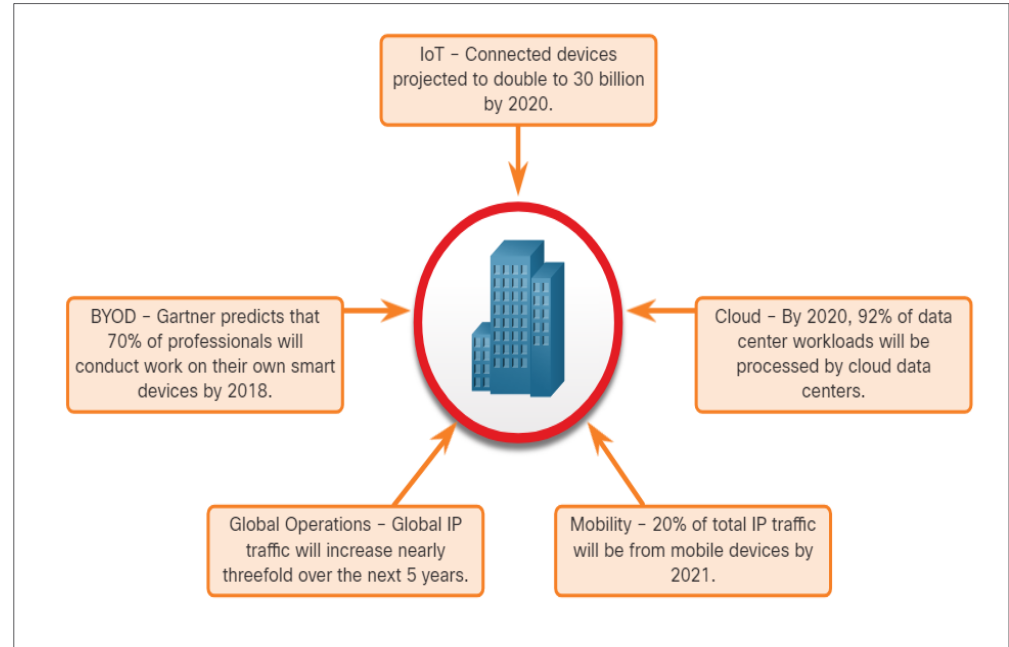 IoT – Connected devices
projected to double to 30 billion
by 2020.
BYOD – Gartner predicts that
70% of professionals will
conduct work on their own smart
devices by 2018.
Cloud – By 2020, 92% of data
center workloads will be
processed by cloud data
centers.
Global Operations – Global IP
traffic will increase nearly
threefold over the next 5 years.
Mobility – 20% of total IP traffic
will be from mobile devices by
2021.